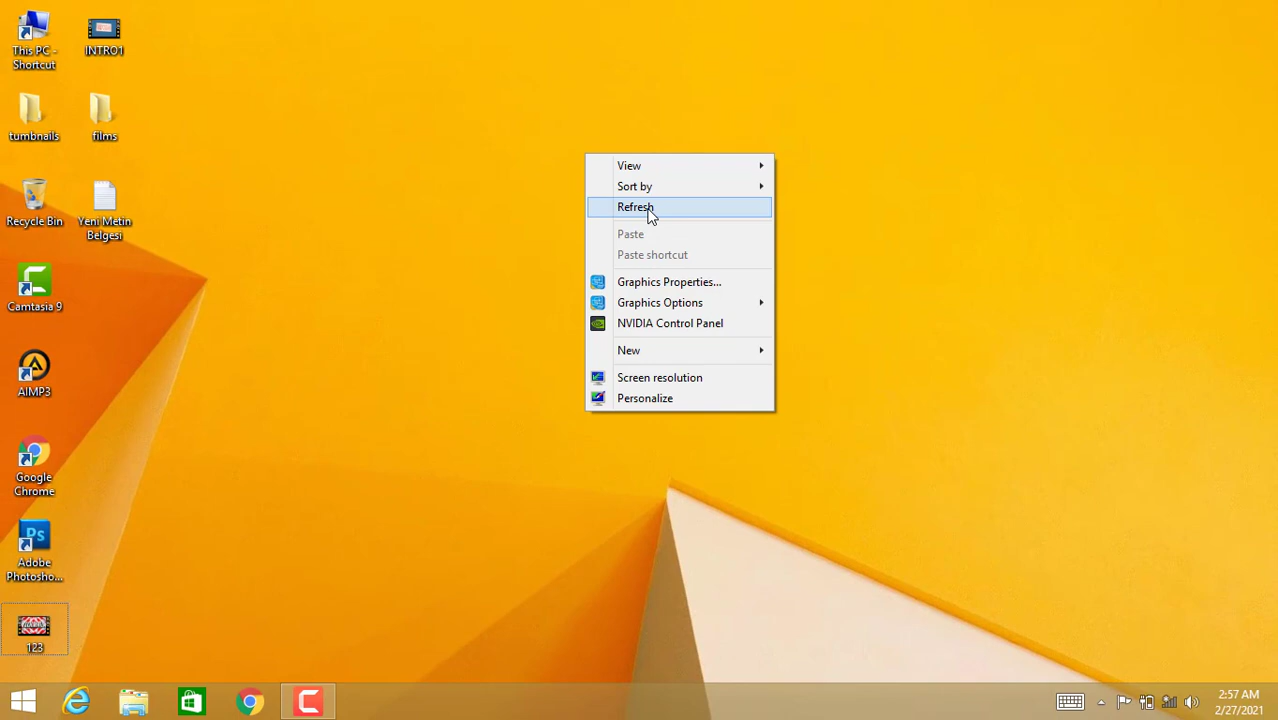 This PC -
Shortcut
INTRO1
tumbnails
films
Recycle Bin
Yeni Metin
Belgesi
Camtasia 9
AIMP3
Google
Chrome
Ps
Adobe
Photosho...
123
View
Sort by
Refresh
Paste
Paste shortcut
Graphics Properties...
Graphics Options
NVIDIA Control Panel
New
Screen resolution
Personalize
2:57 AM
2/27/2021